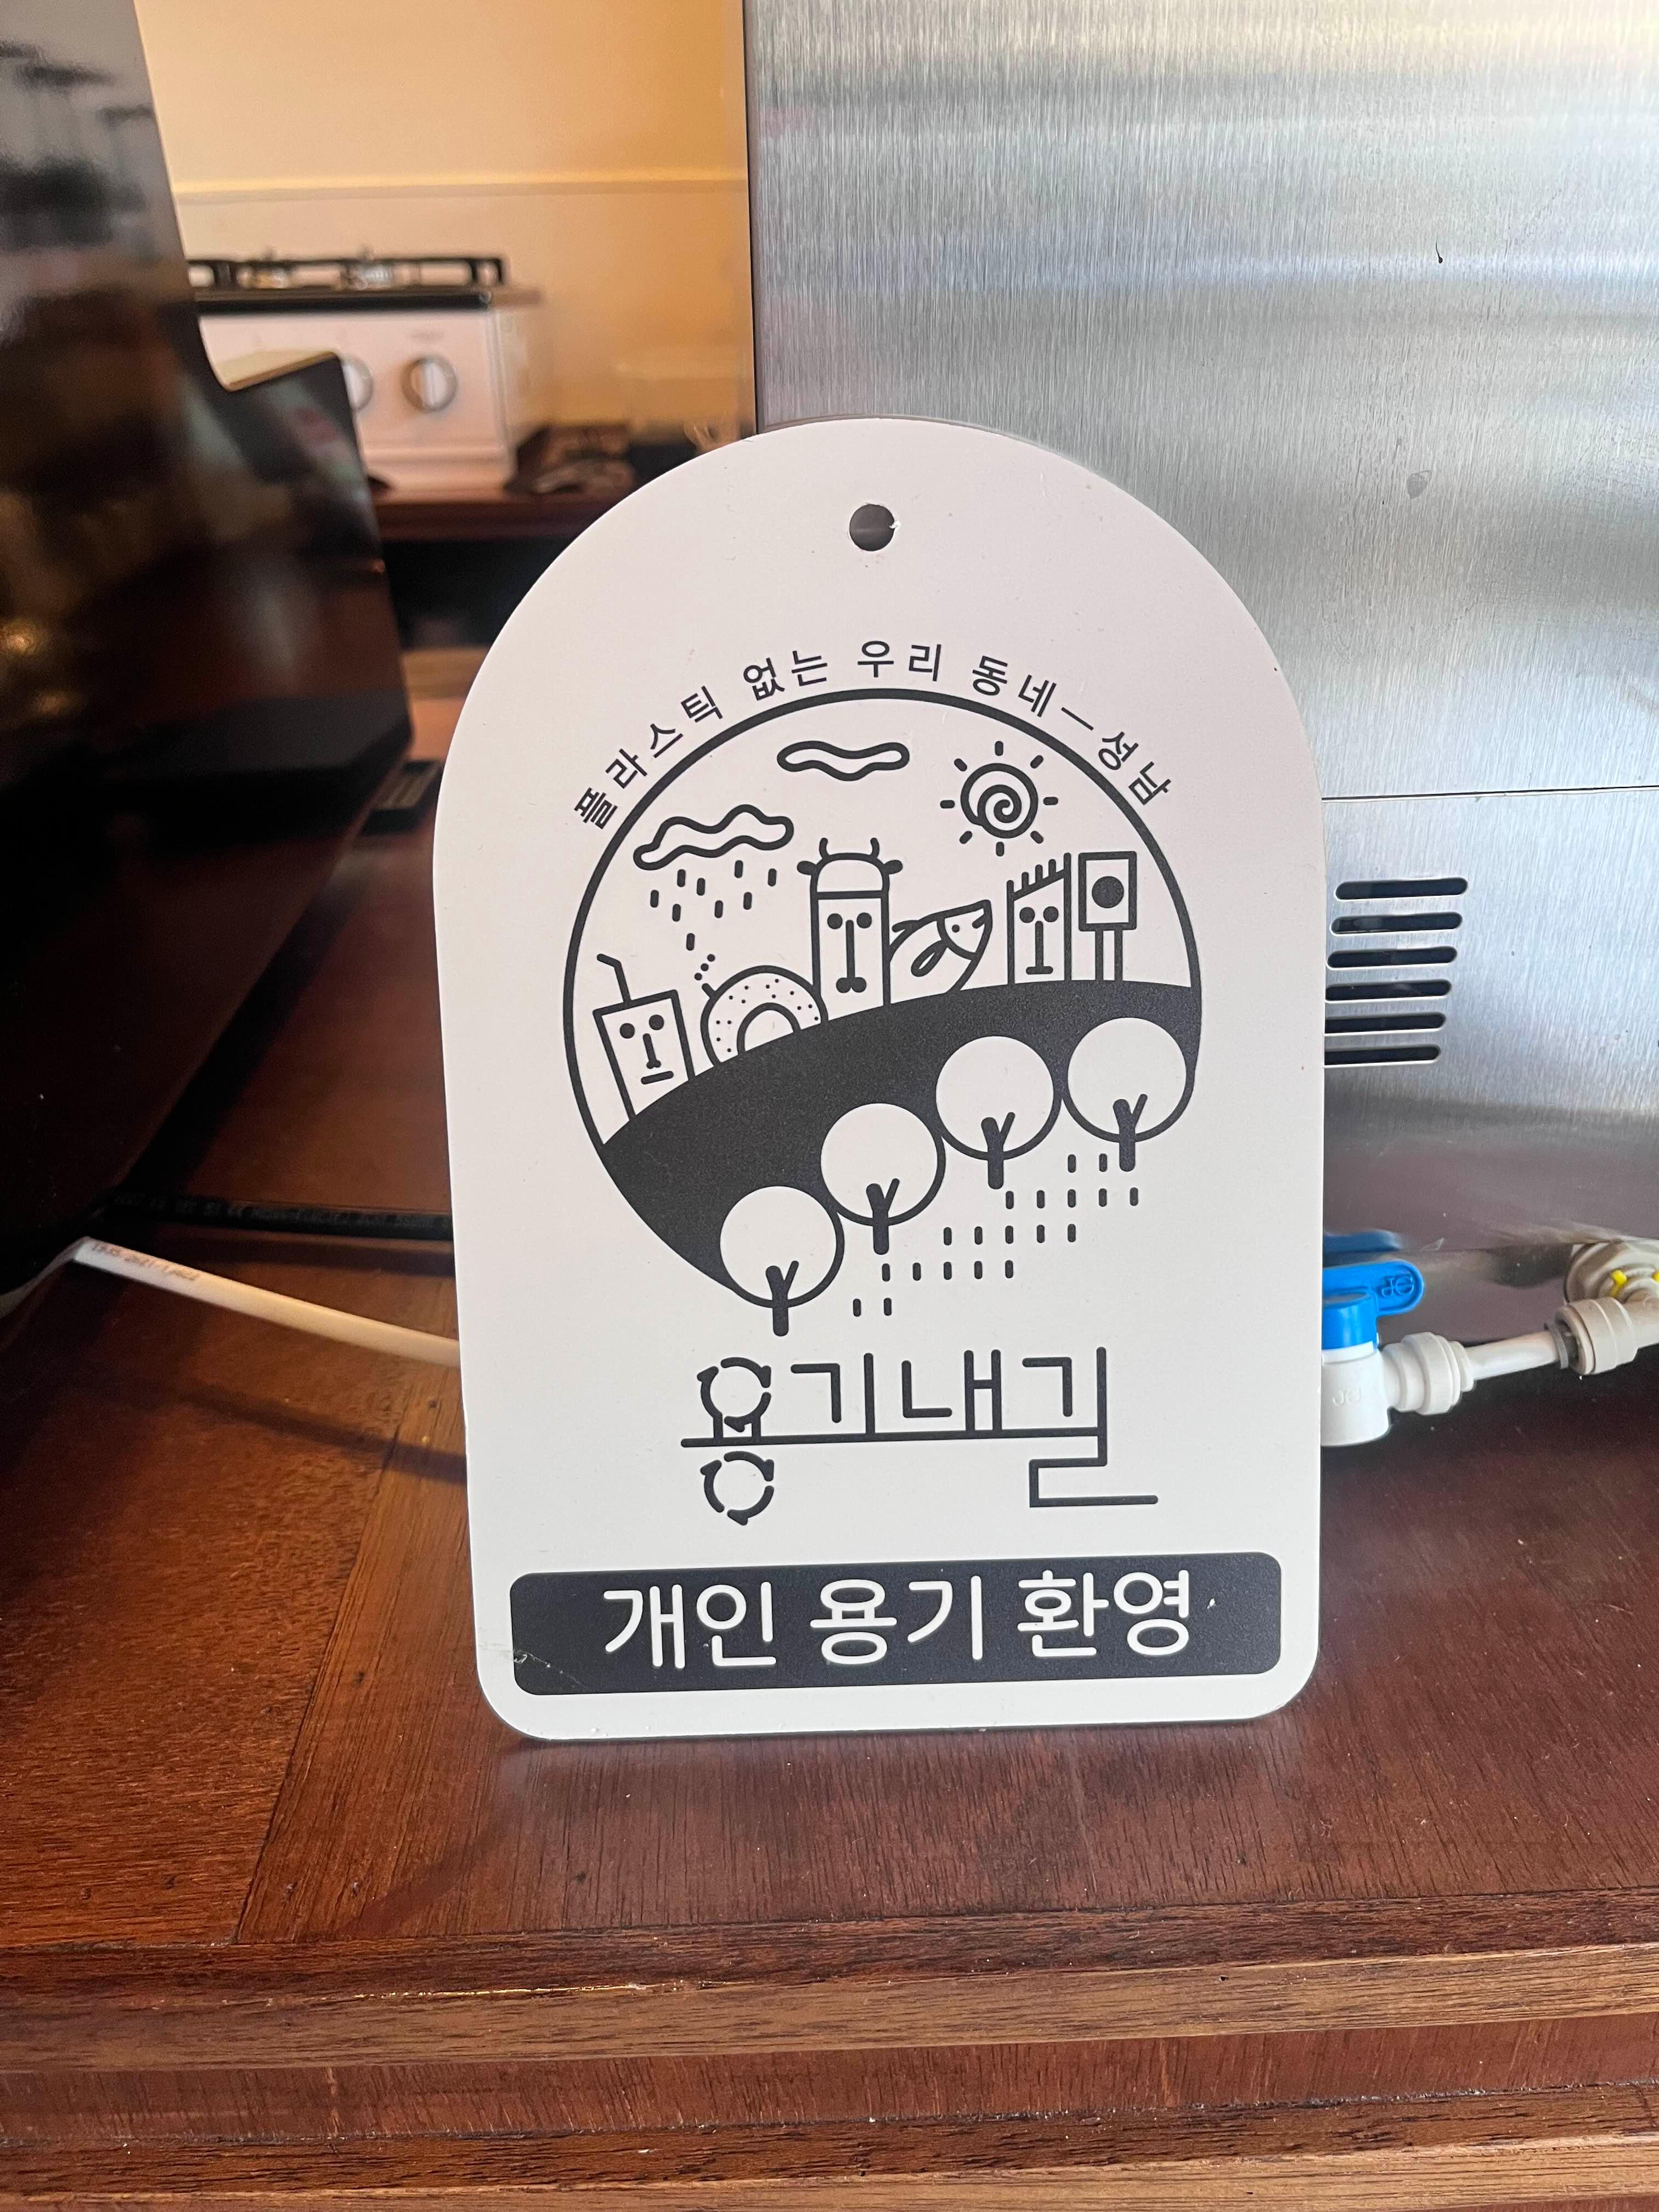 플라스틱 없는 우리 동네—성남
용기내길
개인 용기 환영